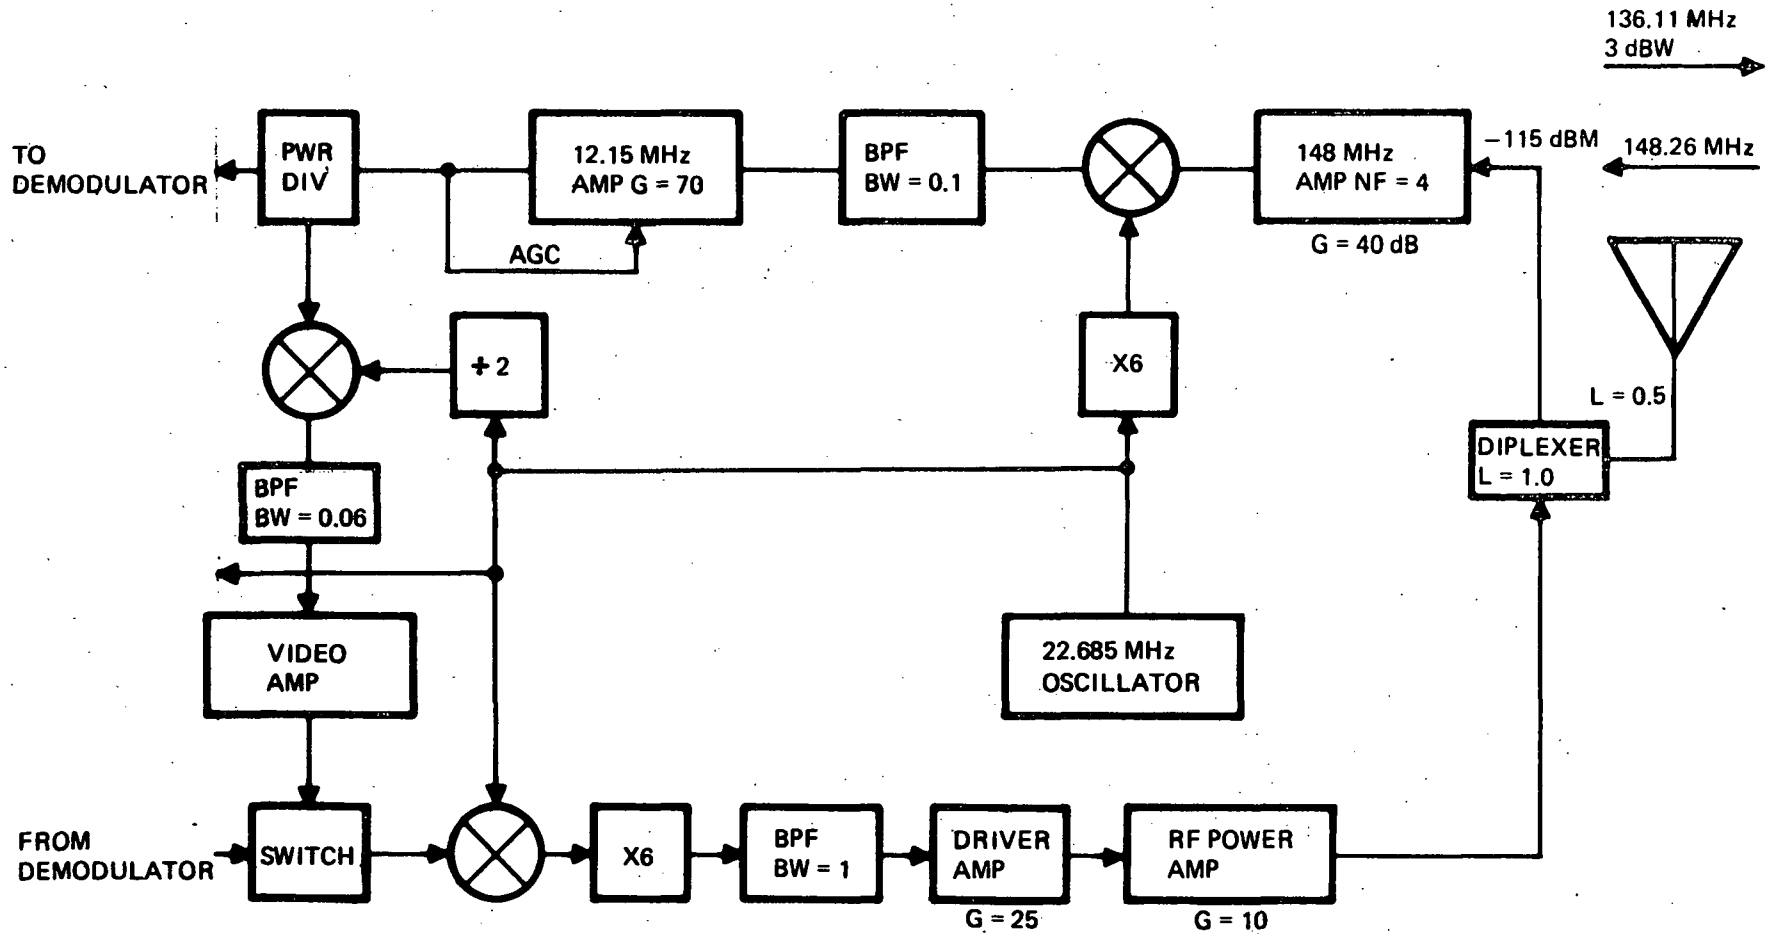 136.11 MHz
3 dBW
148.26 MHz
-115 dBM
TO
DEMODULATOR
PWR
DIV
12.15 MHz
AMP G = 70
BPF
BW = 0.1
148 MHz
AMP NF = 4
G = 40 dB
AGC
÷ 2
X6
L = 0.5
DIPLEXER
L = 1.0
BPF
BW = 0.06
VIDEO
AMP
22.685 MHz
OSCILLATOR
FROM
DEMODULATOR
SWITCH
X6
BPF
BW = 1
DRIVER
AMP
G = 25
RF POWER
AMP
G = 10